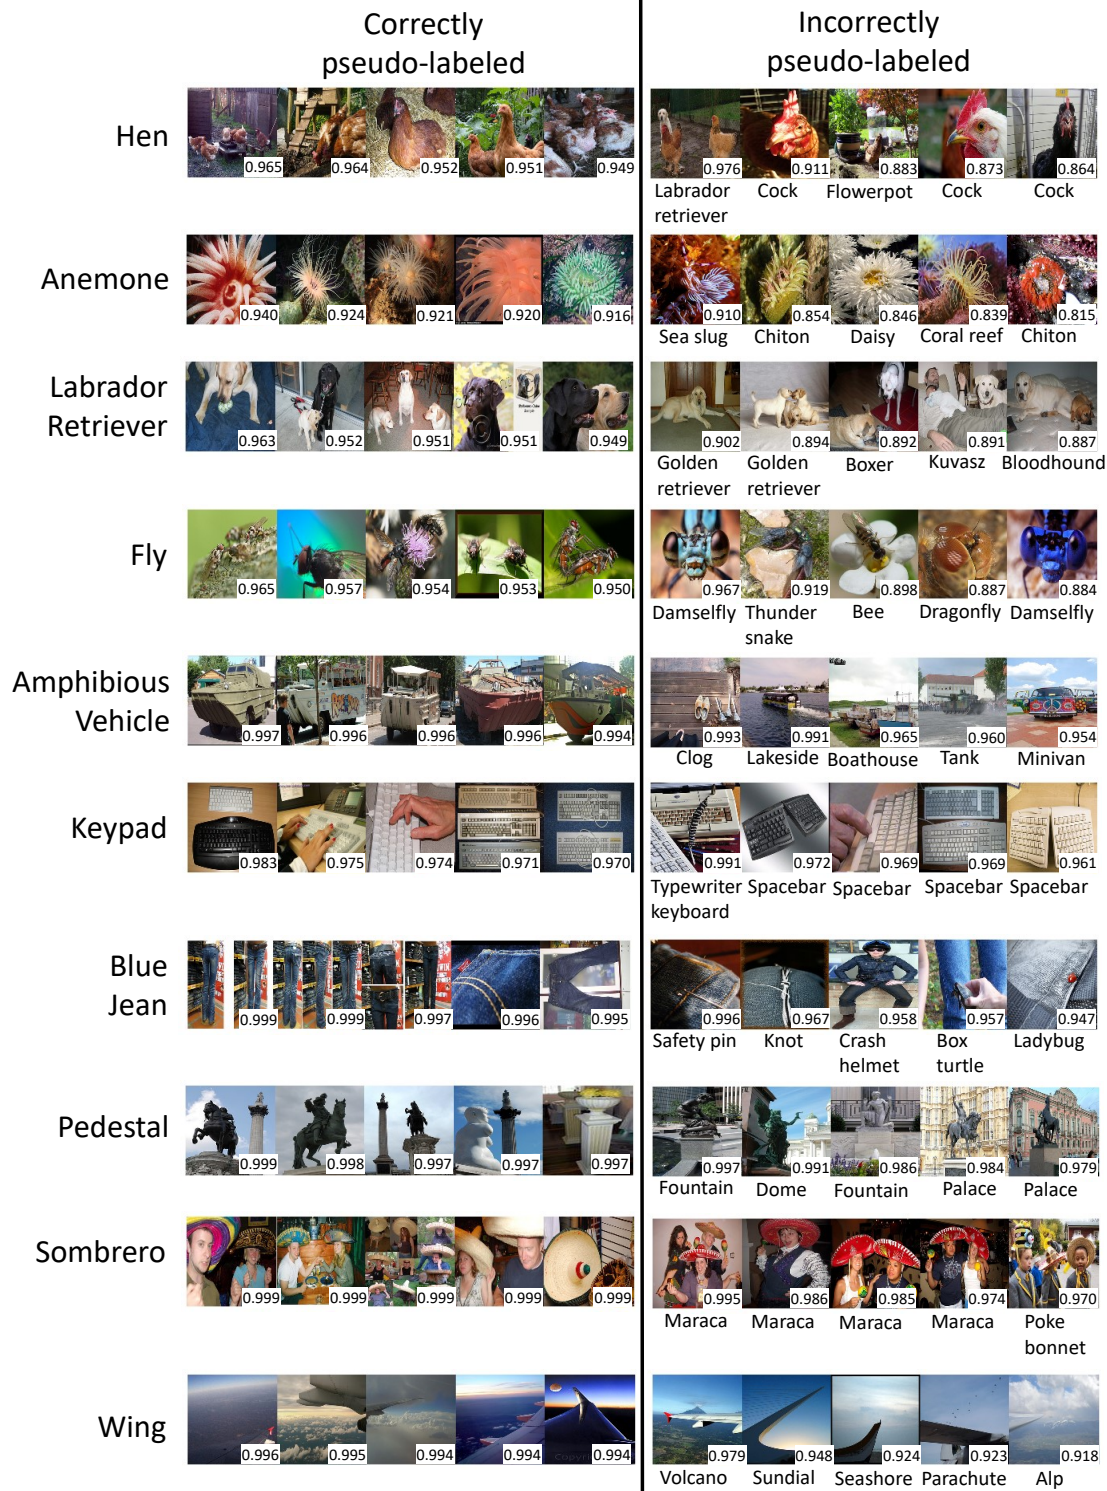 Correctly
pseudo-labeled
Incorrectly
pseudo-labeled
Hen
0.965 0.964 0.952 0.951 0.949
0.976 0.911 0.883 0.873 0.864
Labrador retriever Cock Flowerpot Cock Cock
Anemone
0.940 0.924 0.921 0.920 0.916
0.910 0.854 0.846 0.839 0.815
Sea slug Chiton Daisy Coral reef Chiton
Labrador
Retriever
0.963 0.952 0.951 0.951 0.949
0.902 0.894 0.892 0.891 0.887
Golden retriever Golden retriever Boxer Kuvasz Bloodhound
Fly
0.965 0.957 0.954 0.953 0.950
0.967 0.919 0.898 0.887 0.884
Damselfly Thunder snake Bee Dragonfly Damselfly
Amphibious
Vehicle
0.997 0.996 0.996 0.996 0.994
0.993 0.991 0.965 0.960 0.954
Clog Lakeside Boathouse Tank Minivan
Keypad
0.983 0.975 0.974 0.971 0.970
0.991 0.972 0.969 0.969 0.961
Typewriter keyboard Spacebar Spacebar Spacebar Spacebar
Blue
Jean
0.999 0.999 0.997 0.996 0.995
0.996 0.967 0.958 0.957 0.947
Safety pin Knot Crash helmet Box turtle Ladybug
Pedestal
0.999 0.998 0.997 0.997 0.997
0.997 0.991 0.986 0.984 0.979
Fountain Dome Fountain Palace Palace
Sombrero
0.999 0.999 0.999 0.999 0.999
0.995 0.986 0.985 0.974 0.970
Maraca Maraca Maraca Maraca Poke bonnet
Wing
0.996 0.995 0.994 0.994 0.994
0.979 0.948 0.924 0.923 0.918
Volcano Sundial Seashore Parachute Alp